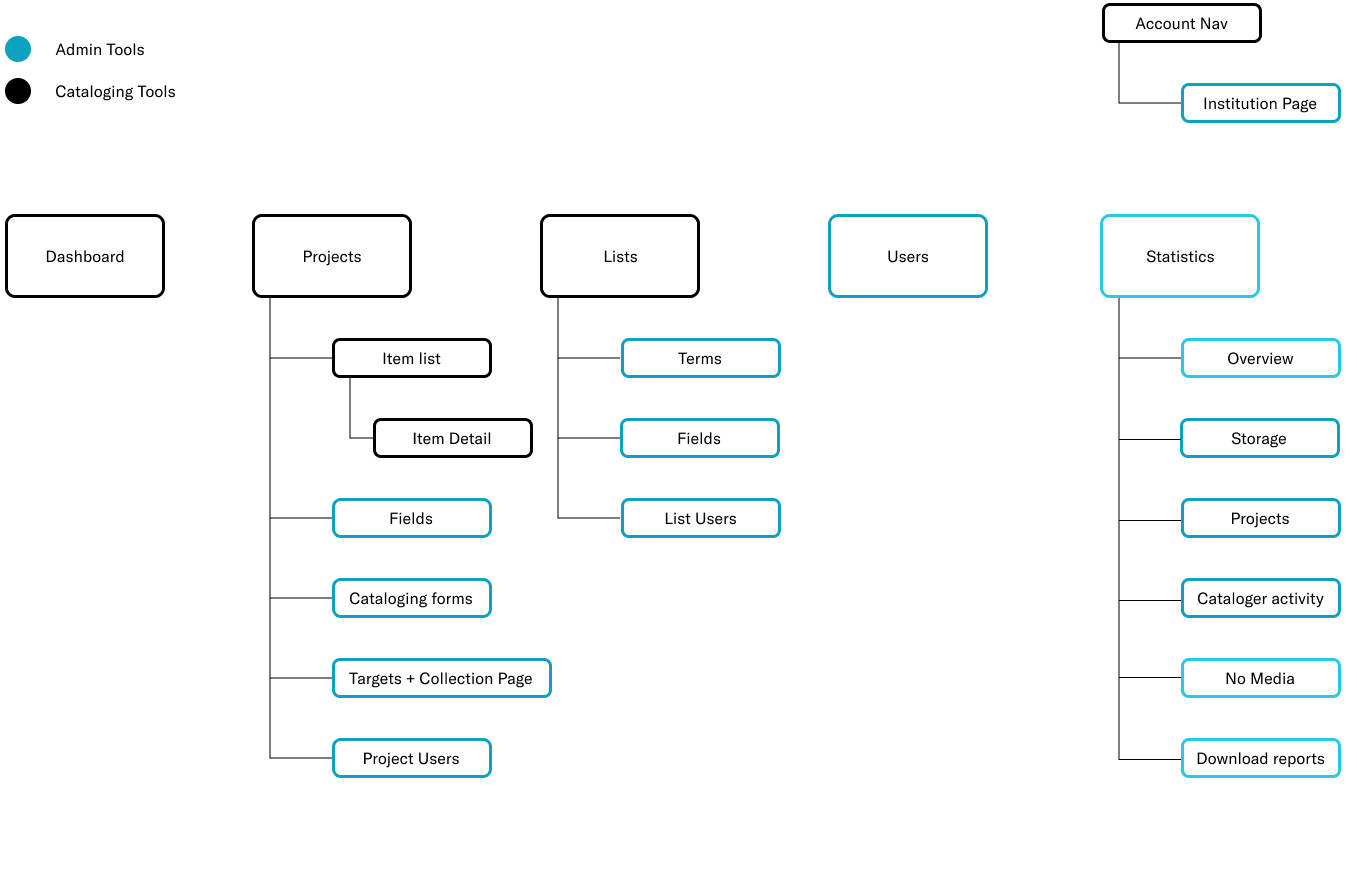 Account Nav
Admin Tools
Cataloging Tools
Institution Page
Dashboard
Projects
Lists
Users
Statistics
Item list
Terms
Overview
Item Detail
Fields
Storage
Fields
List Users
Projects
Cataloging forms
Cataloger activity
Targets + Collection Page
No Media
Project Users
Download reports